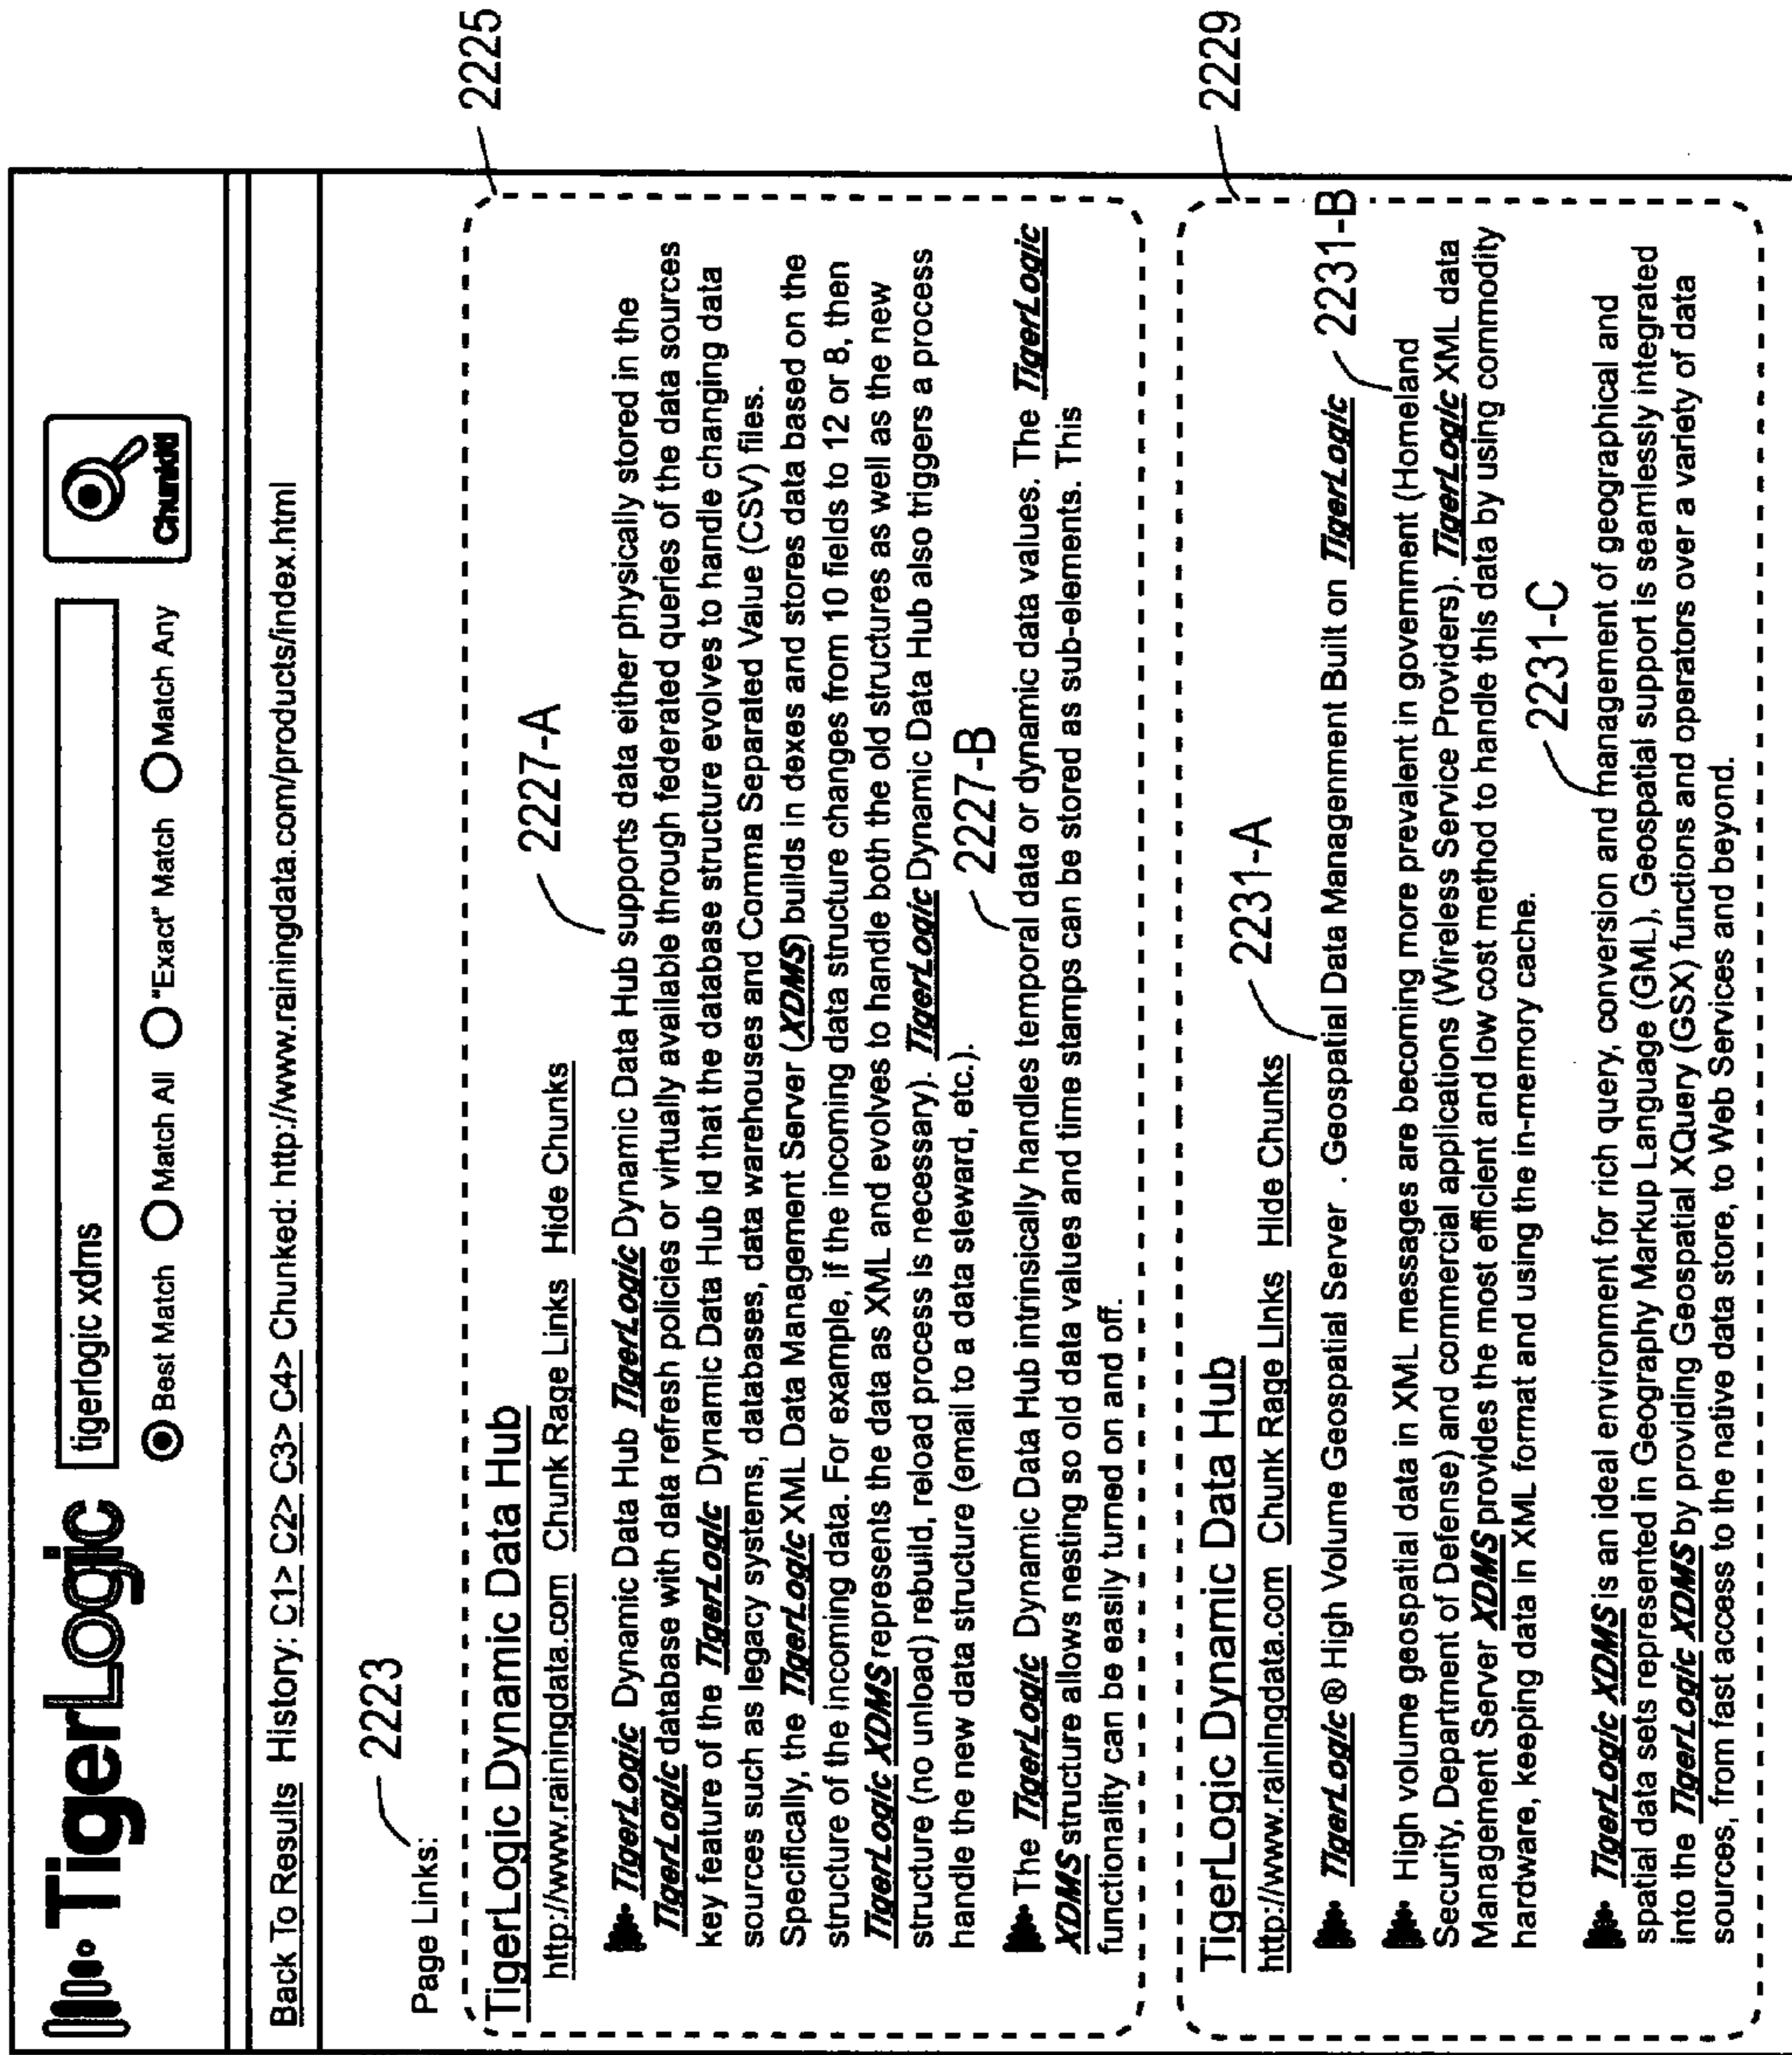 TigerLogic
tigerlogic xdms
Chunkit!
Best Match Match All "Exact" Match Match Any
Back To Results History: C1> C2> C3> C4> Chunked: http://www.rainingdata.com/products/index.html
2223
Page Links:
2225
TigerLogic Dynamic Data Hub
http://www.rainingdata.com Chunk Rage Links Hide Chunks
2227-A
TigerLogic Dynamic Data Hub TigerLogic Dynamic Data Hub supports data either physically stored in the
TigerLogic database with data refresh policies or virtually available through federated queries of the data sources
key feature of the TigerLogic Dynamic Data Hub id that the database structure evolves to handle changing data
sources such as legacy systems, databases, data warehouses and Comma Separated Value (CSV) files.
Specifically, the TigerLogic XML Data Management Server (XDMS) builds in dexes and stores data based on the
structure of the incoming data. For example, if the incoming data structure changes from 10 fields to 12 or 8, then
TigerLogic XDMS represents the data as XML and evolves to handle both the old structures as well as the new
structure (no unload) rebuild, reload process is necessary). TigerLogic Dynamic Data Hub also triggers a process
handle the new data structure (email to a data steward, etc.).
2227-B
The TigerLogic Dynamic Data Hub intrinsically handles temporal data or dynamic data values. The TigerLogic
XDMS structure allows nesting so old data values and time stamps can be stored as sub-elements. This
functionality can be easily turned on and off.
2229
TigerLogic Dynamic Data Hub
http://www.rainingdata.com Chunk Rage Links Hide Chunks
2231-A
TigerLogic ® High Volume Geospatial Server . Geospatial Data Management Built on TigerLogic
2231-B
High volume geospatial data in XML messages are becoming more prevalent in government (Homeland
Security, Department of Defense) and commercial applications (Wireless Service Providers). TigerLogic XML data
Management Server XDMS provides the most efficient and low cost method to handle this data by using commodity
hardware, keeping data in XML format and using the in-memory cache.
2231-C
TigerLogic XDMS is an ideal environment for rich query, conversion and management of geographical and
spatial data sets represented in Geography Markup Language (GML), Geospatial support is seamlessly integrated
into the TigerLogic XDMS by providing Geospatial XQuery (GSX) functions and operators over a variety of data
sources, from fast access to the native data store, to Web Services and beyond.